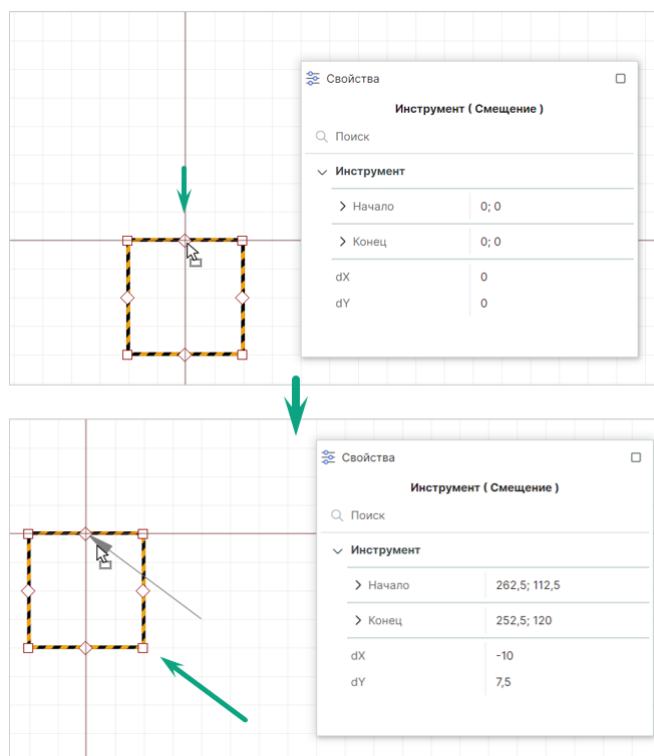 Свойства
Инструмент ( Смещение )
Поиск
Инструмент
Начало 0; 0
Конец 0; 0
dX 0
dY 0
Свойства
Инструмент ( Смещение )
Поиск
Инструмент
Начало 262,5; 112,5
Конец 252,5; 120
dX -10
dY 7,5